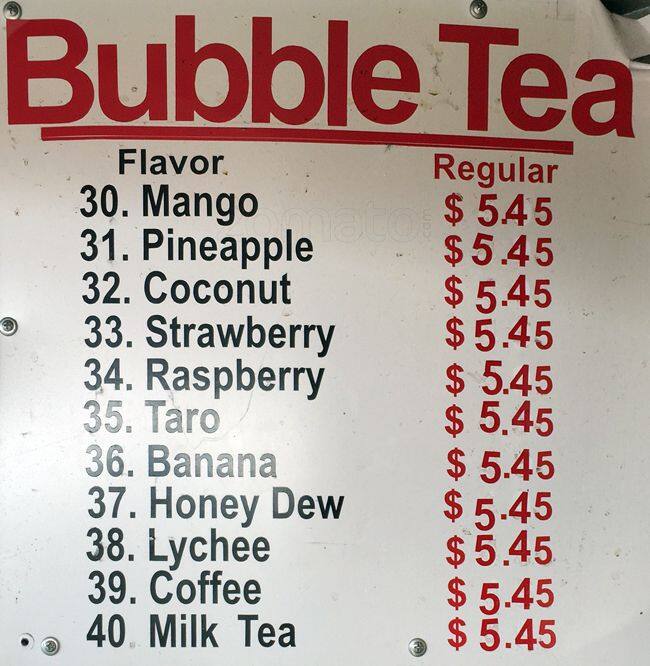 Bubble Tea
Flavor Regular
30. Mango $ 5.45
31. Pineapple $ 5.45
32. Coconut $ 5.45
33. Strawberry $ 5.45
34. Raspberry $ 5.45
35. Taro $ 5.45
36. Banana $ 5.45
37. Honey Dew $ 5.45
38. Lychee $ 5.45
39. Coffee $ 5.45
40 Milk Tea $ 5.45
zomato